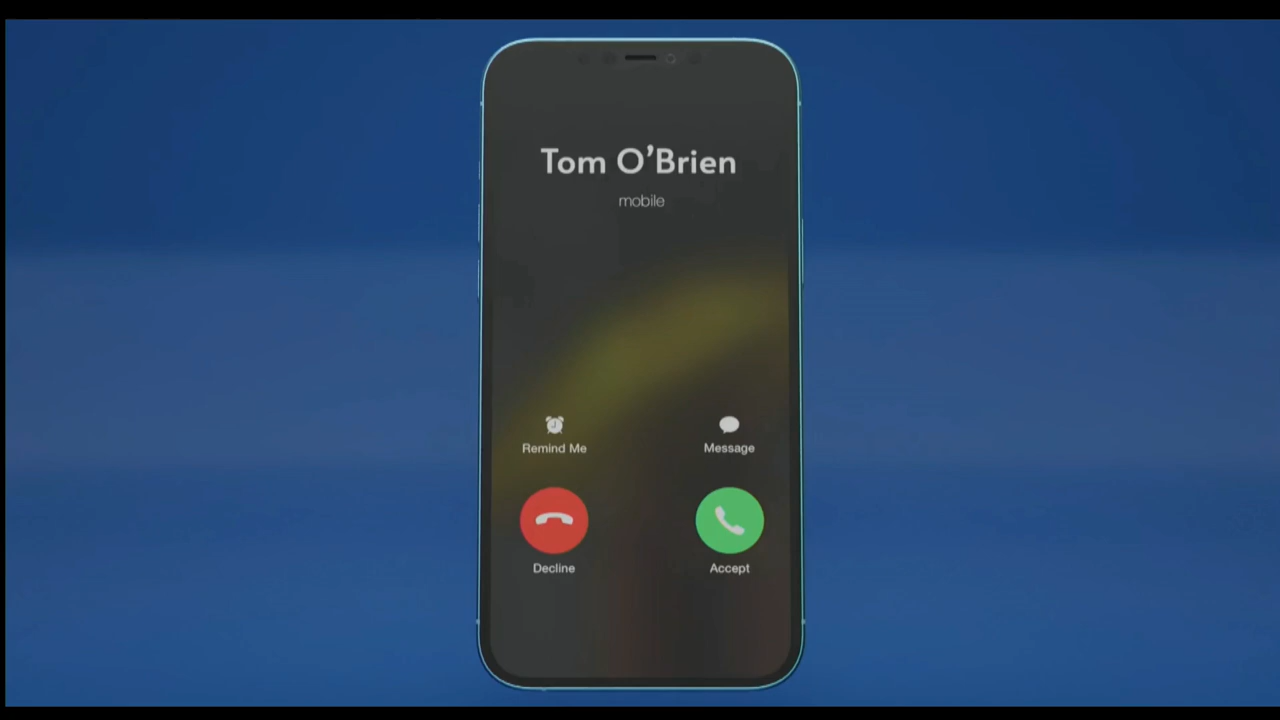 Tom O’Brien
mobile
Remind Me
Message
Decline
Accept